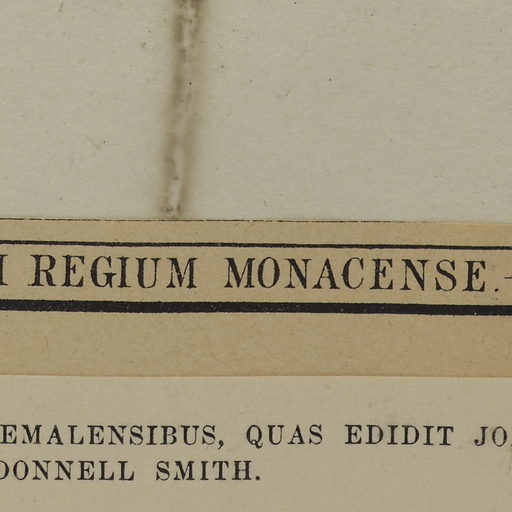 I REGIUM MONACENSE.—
EMALENSIBUS, QUAS EDIDIT JO
DONNELL SMITH.